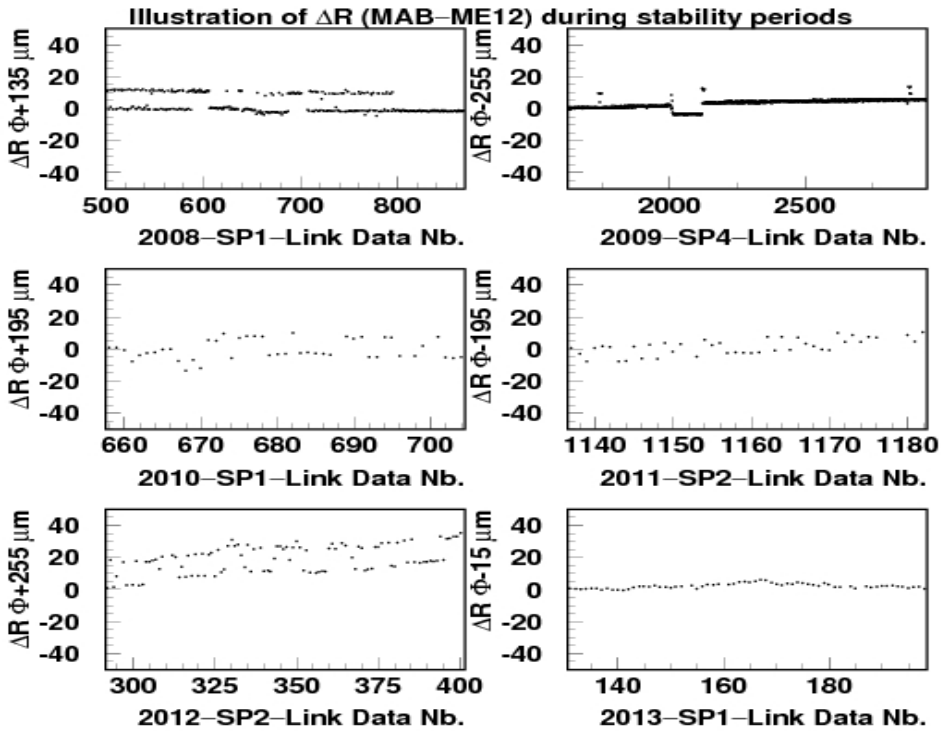 Illustration of ΔR (MAB–ME12) during stability periods
ΔR Φ+135 μm
40
20
0
-20
-40
500 600 700 800
2008–SP1–Link Data Nb.
ΔR Φ-255 μm
40
20
0
-20
-40
2000 2500
2009–SP4–Link Data Nb.
ΔR Φ+195 μm
40
20
0
-20
-40
660 670 680 690 700
2010–SP1–Link Data Nb.
ΔR Φ-195 μm
40
20
0
-20
-40
1140 1150 1160 1170 1180
2011–SP2–Link Data Nb.
ΔR Φ+255 μm
40
20
0
-20
-40
300 325 350 375 400
2012–SP2–Link Data Nb.
ΔR Φ-15 μm
40
20
0
-20
-40
140 160 180
2013–SP1–Link Data Nb.